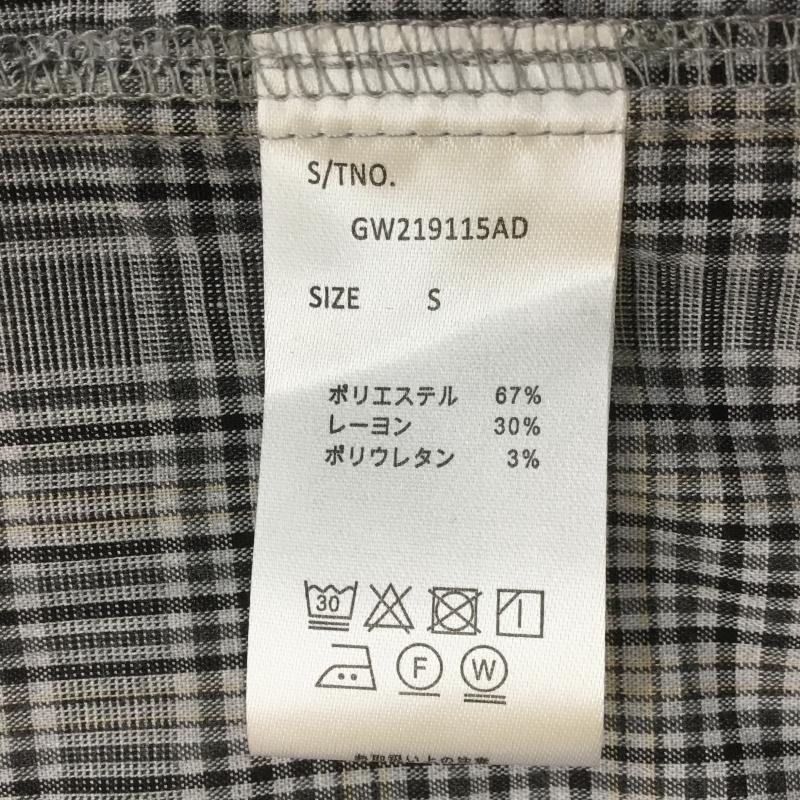 S/TNO.
GW219115AD
SIZE S
ポリエステル 67%
レーヨン 30%
ポリウレタン 3%
30
F W